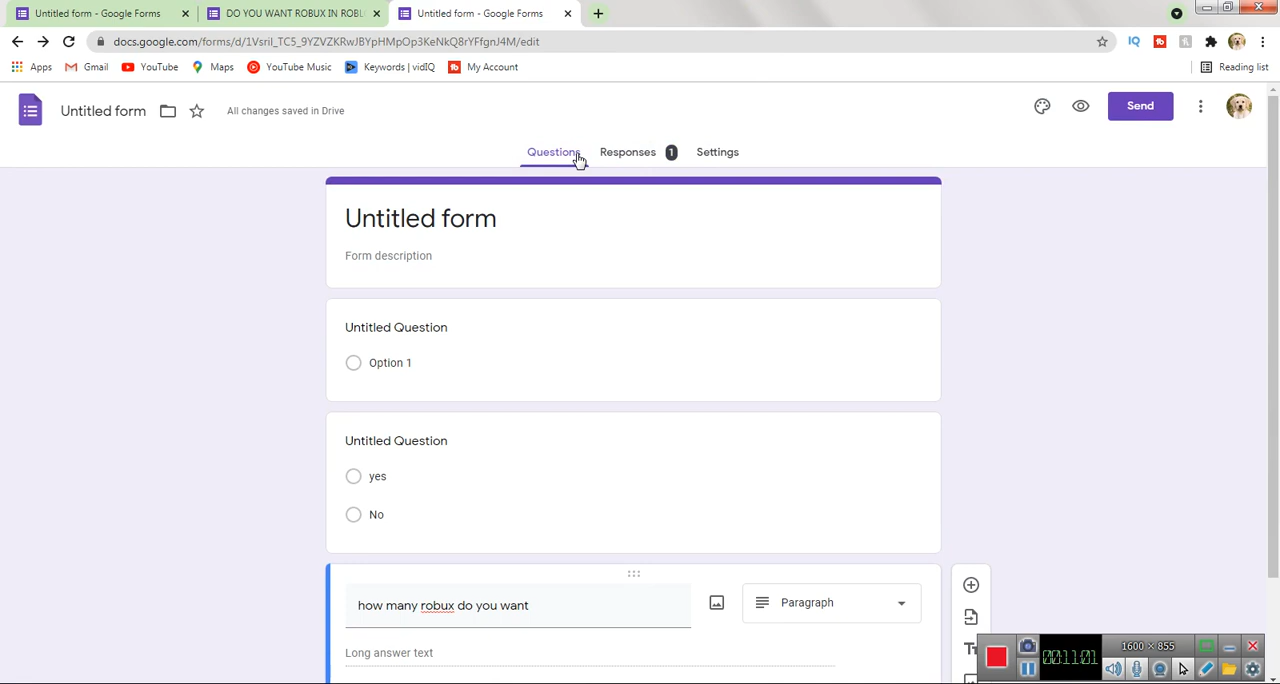 Untitled form - Google Forms
DO YOU WANT ROBUX IN ROBL
Untitled form - Google Forms
docs.google.com/forms/d/1Vsril_TC5_9YZVZKRwJBYpHMpOp3KeNkQ8rYFfgnJ4M/edit
Apps
Gmail
YouTube
Maps
YouTube Music
Keywords | vidIQ
My Account
Reading list
Untitled form
All changes saved in Drive
Send
Questions
Responses 1
Settings
Untitled form
Form description
Untitled Question
Option 1
Untitled Question
yes
No
how many robux do you want
Paragraph
Long answer text
1600 × 855
00:11:01